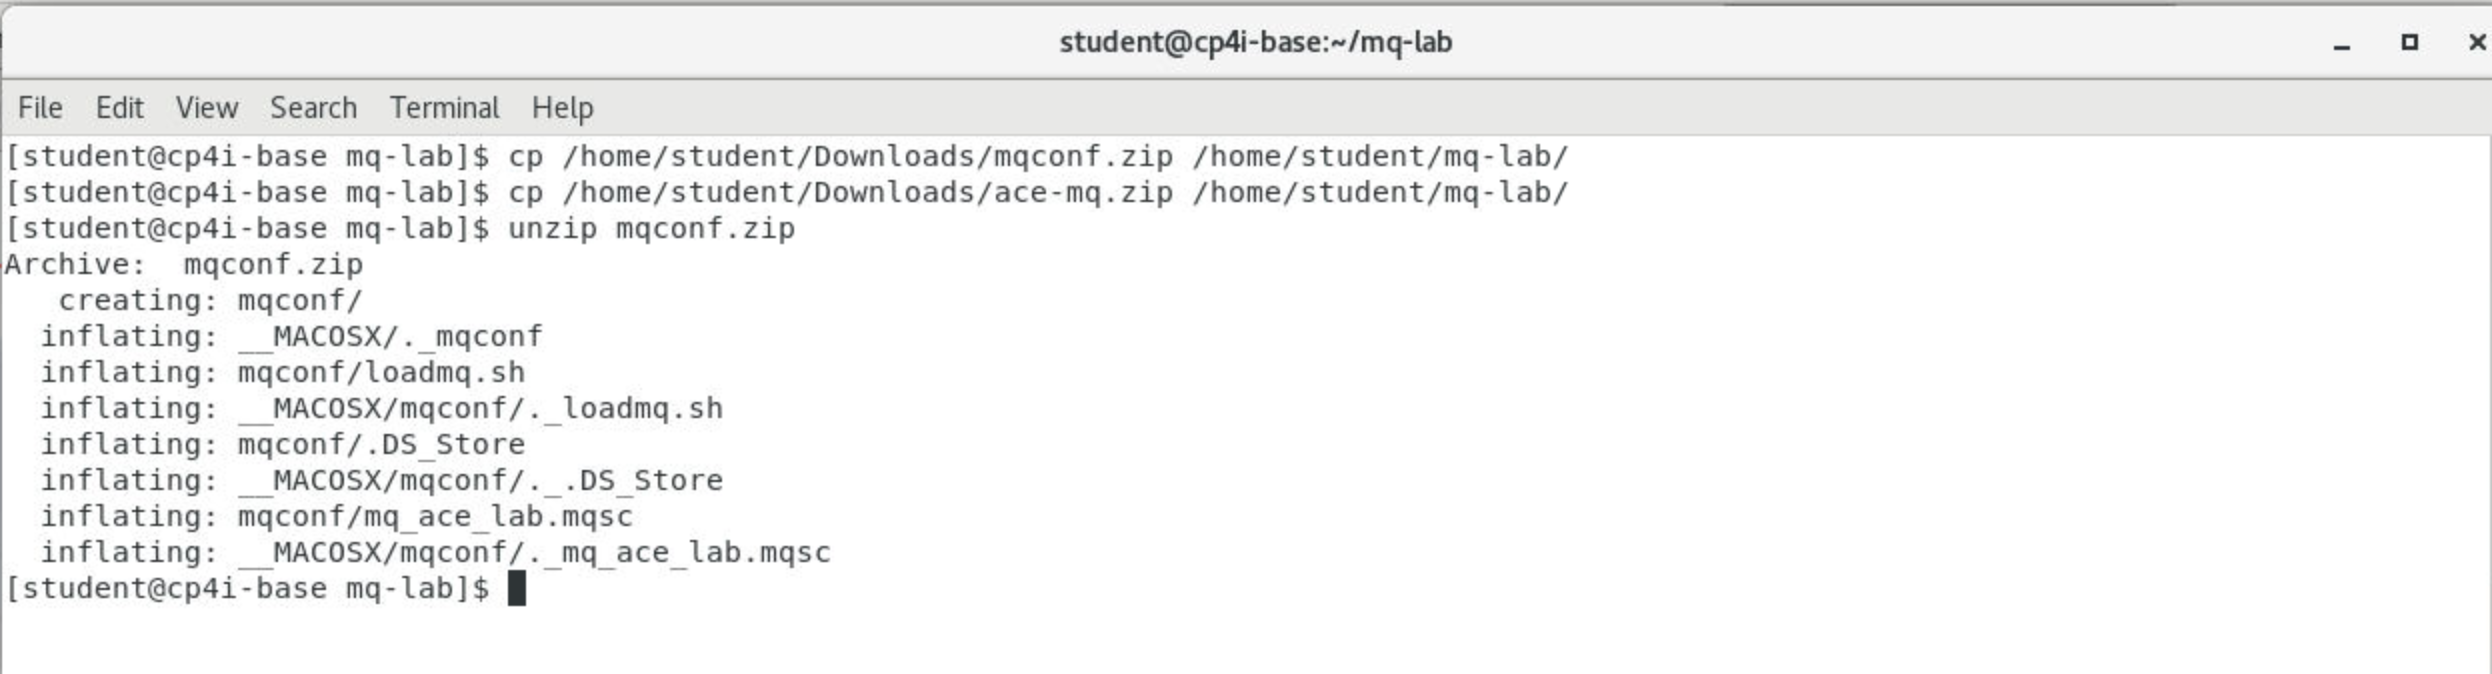 student@cp4i-base:~/mq-lab
File Edit View Search Terminal Help
[student@cp4i-base mq-lab]$ cp /home/student/Downloads/mqconf.zip /home/student/mq-lab/
[student@cp4i-base mq-lab]$ cp /home/student/Downloads/ace-mq.zip /home/student/mq-lab/
[student@cp4i-base mq-lab]$ unzip mqconf.zip
Archive:  mqconf.zip
   creating: mqconf/
  inflating: __MACOSX/._mqconf
  inflating: mqconf/loadmq.sh
  inflating: __MACOSX/mqconf/._loadmq.sh
  inflating: mqconf/.DS_Store
  inflating: __MACOSX/mqconf/._.DS_Store
  inflating: mqconf/mq_ace_lab.mqsc
  inflating: __MACOSX/mqconf/._mq_ace_lab.mqsc
[student@cp4i-base mq-lab]$